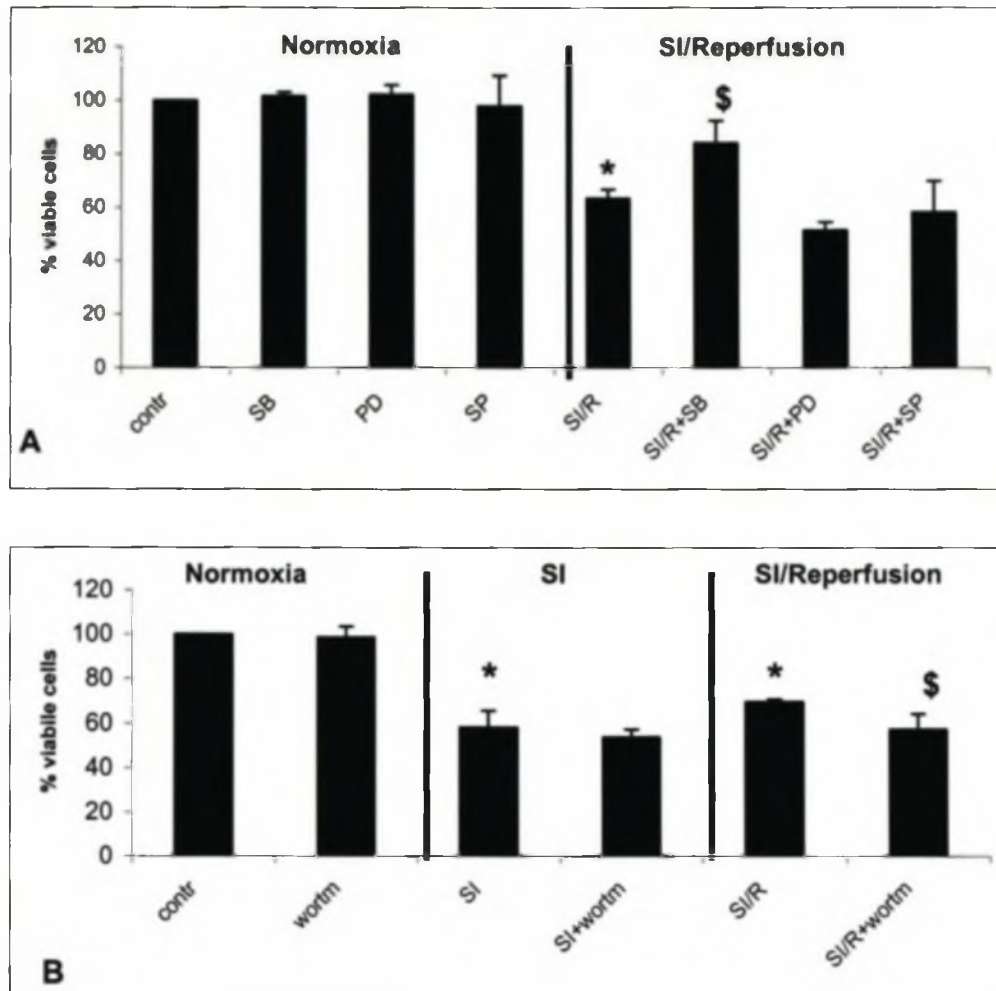 Normoxia SI/Reperfusion
120
100
80
60
40
20
0
% viable cells
* $
contr SB PD SP SI/R SI/R+SB SI/R+PD SI/R+SP
A
Normoxia SI SI/Reperfusion
120
100
80
60
40
20
0
% viabile cells
* * $
contr wortm SI SI+wortm SI/R SI/R+wortm
B